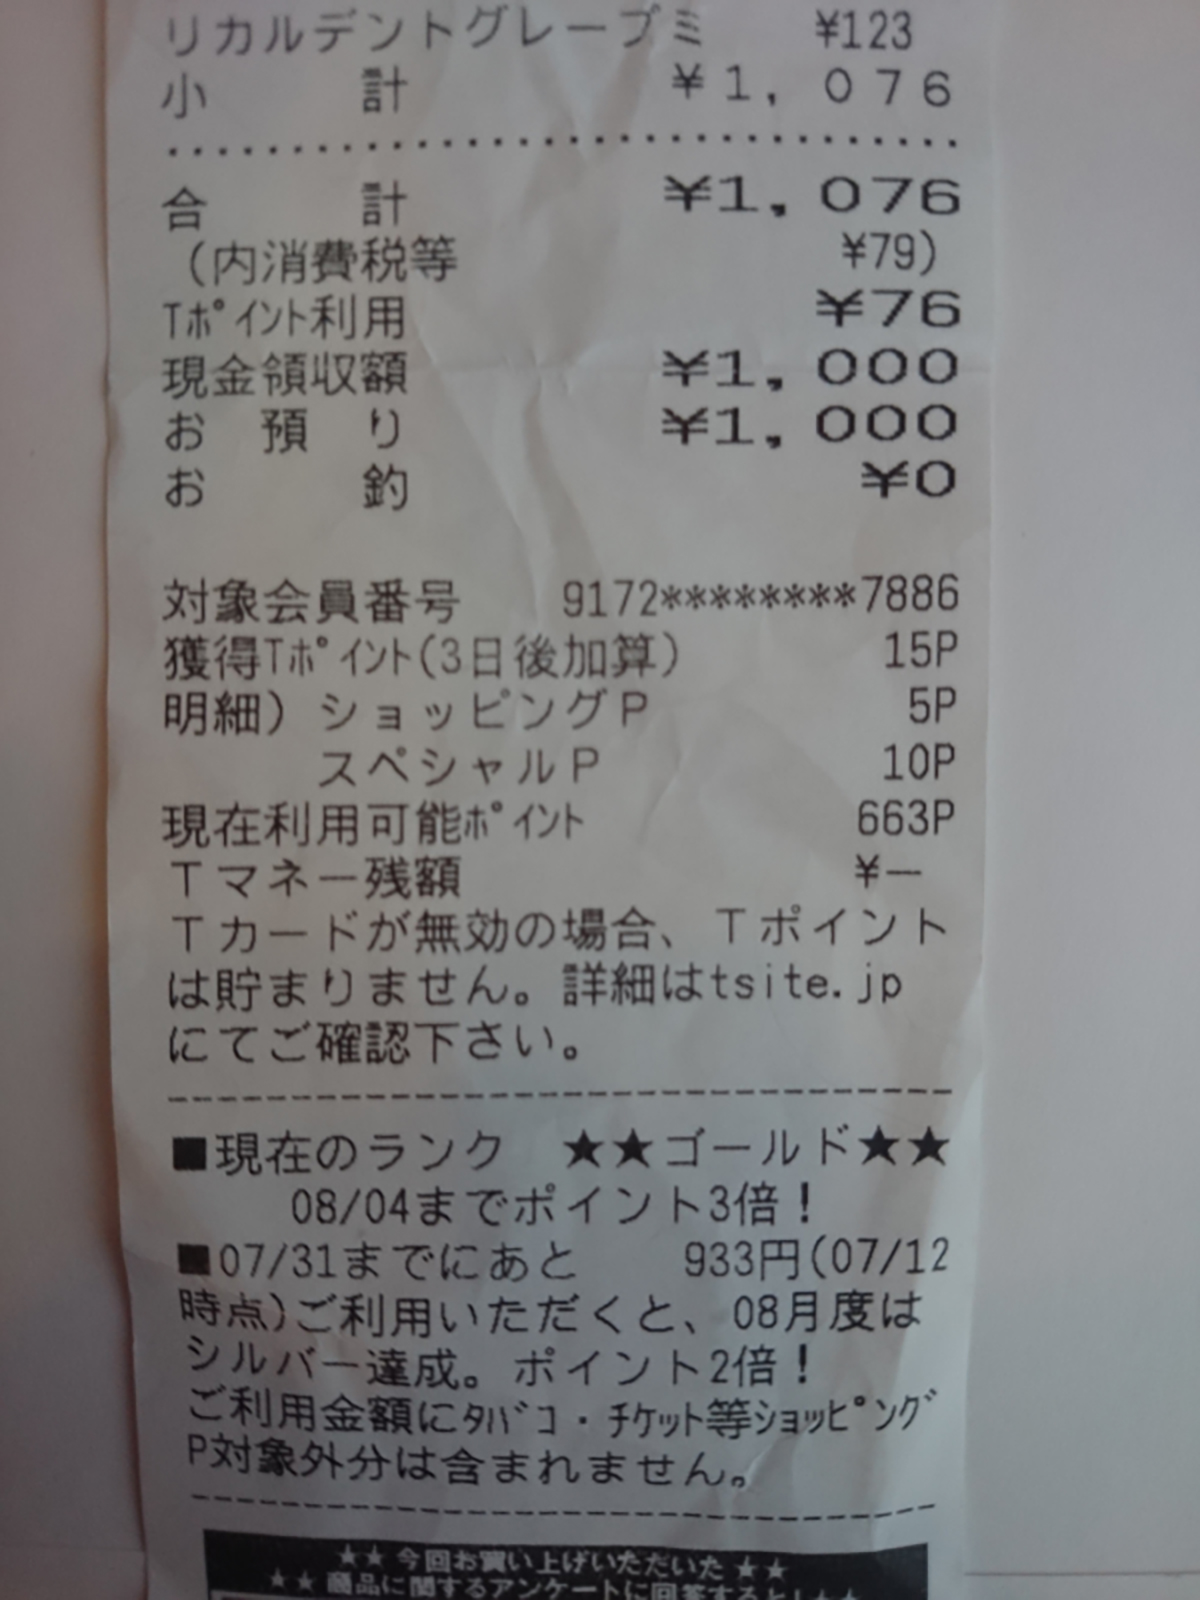 リカルデントグレープミ ¥123
小 計 ¥1,076
合 計 ¥1,076
(内消費税等 ¥79)
Tポイント利用 ¥76
現金領収額 ¥1,000
お 預 り ¥1,000
お 釣 ¥0
対象会員番号 9172********7886
獲得Tポイント(3日後加算) 15P
明細) ショッピングP 5P
スペシャルP 10P
現在利用可能ポイント 663P
Tマネー残額 ¥―
Tカードが無効の場合、Tポイント
は貯まりません。詳細はtsite.jp
にてご確認下さい。
■現在のランク ★★ゴールド★★
08/04までポイント3倍!
■07/31までにあと 933円(07/12
時点)ご利用いただくと、08月度は
シルバー達成。ポイント2倍!
ご利用金額にタバコ・チケット等ショッピング
P対象外分は含まれません。
★★ 今回お買い上げいただいた ★★
★★ 商品に関するアンケートに回答すると!★★